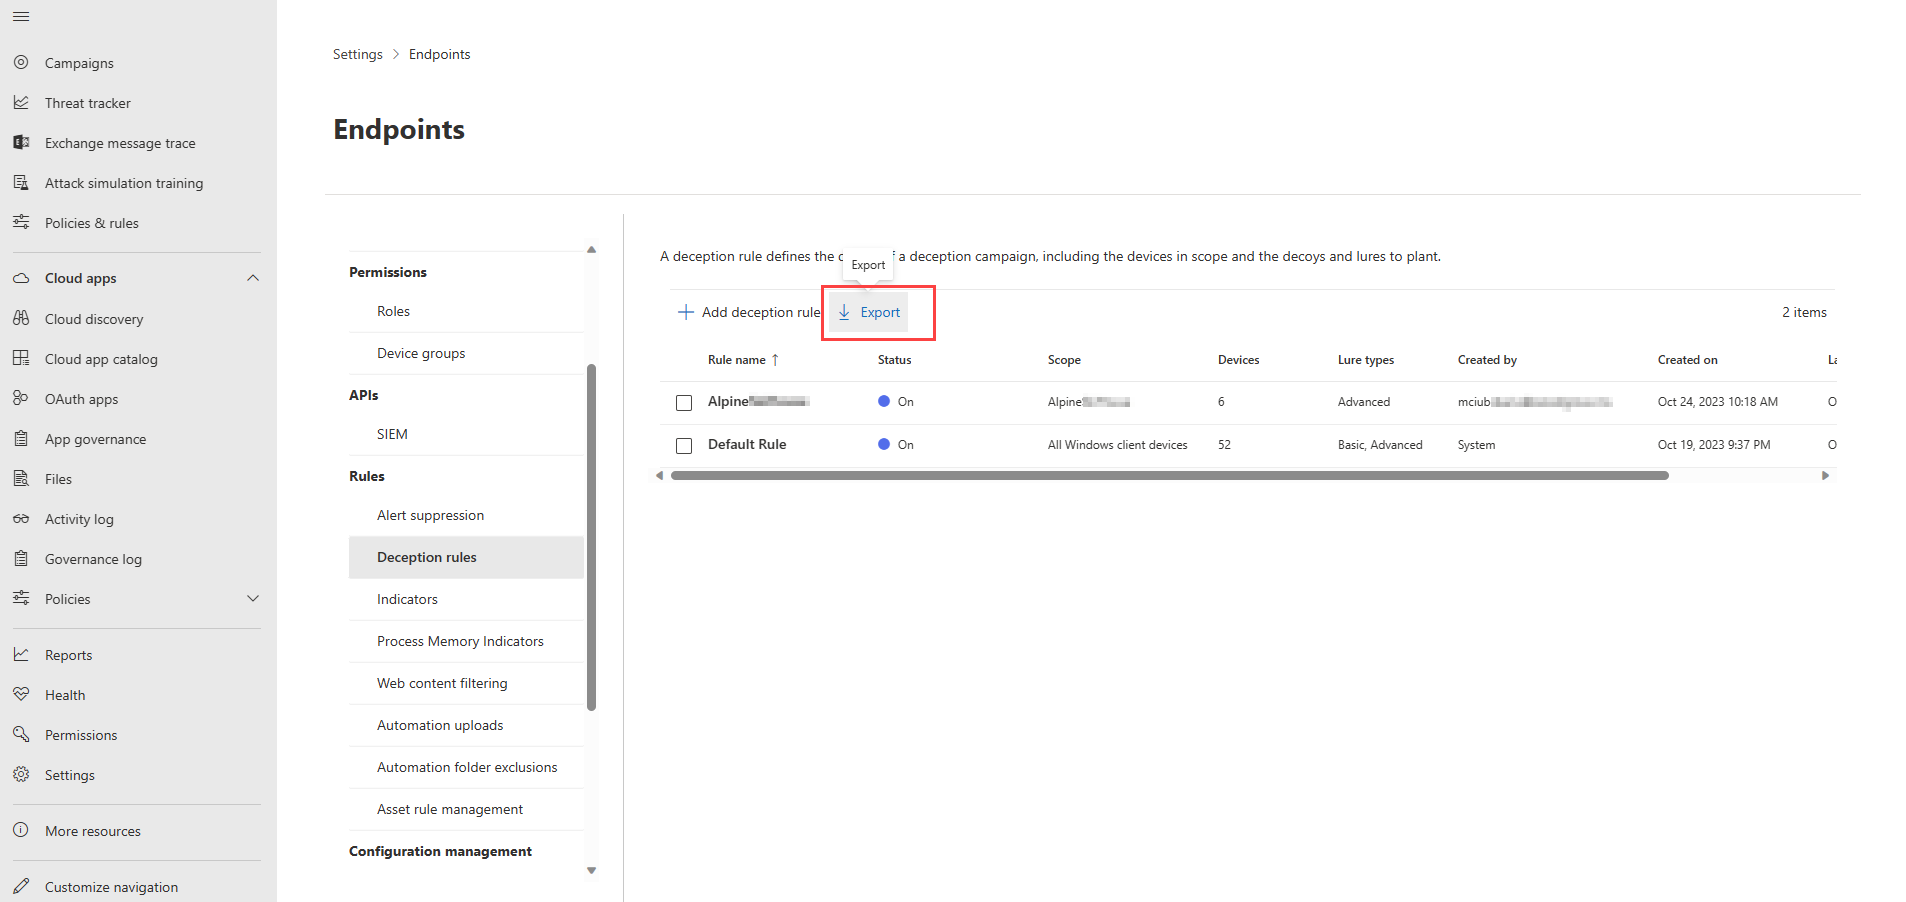 Campaigns
Threat tracker
Exchange message trace
Attack simulation training
Policies & rules
Cloud apps
Cloud discovery
Cloud app catalog
OAuth apps
App governance
Files
Activity log
Governance log
Policies
Reports
Health
Permissions
Settings
More resources
Customize navigation
Settings > Endpoints
Endpoints
Permissions
Roles
Device groups
APIs
SIEM
Rules
Alert suppression
Deception rules
Indicators
Process Memory Indicators
Web content filtering
Automation uploads
Automation folder exclusions
Asset rule management
Configuration management
A deception rule defines the a deception campaign, including the devices in scope and the decoys and lures to plant.
Export
Add deception rule Export 2 items
Rule name ↑ Status Scope Devices Lure types Created by Created on
Alpine On Alpine 6 Advanced mciub Oct 24, 2023 10:18 AM O
Default Rule On All Windows client devices 52 Basic, Advanced System Oct 19, 2023 9:37 PM O